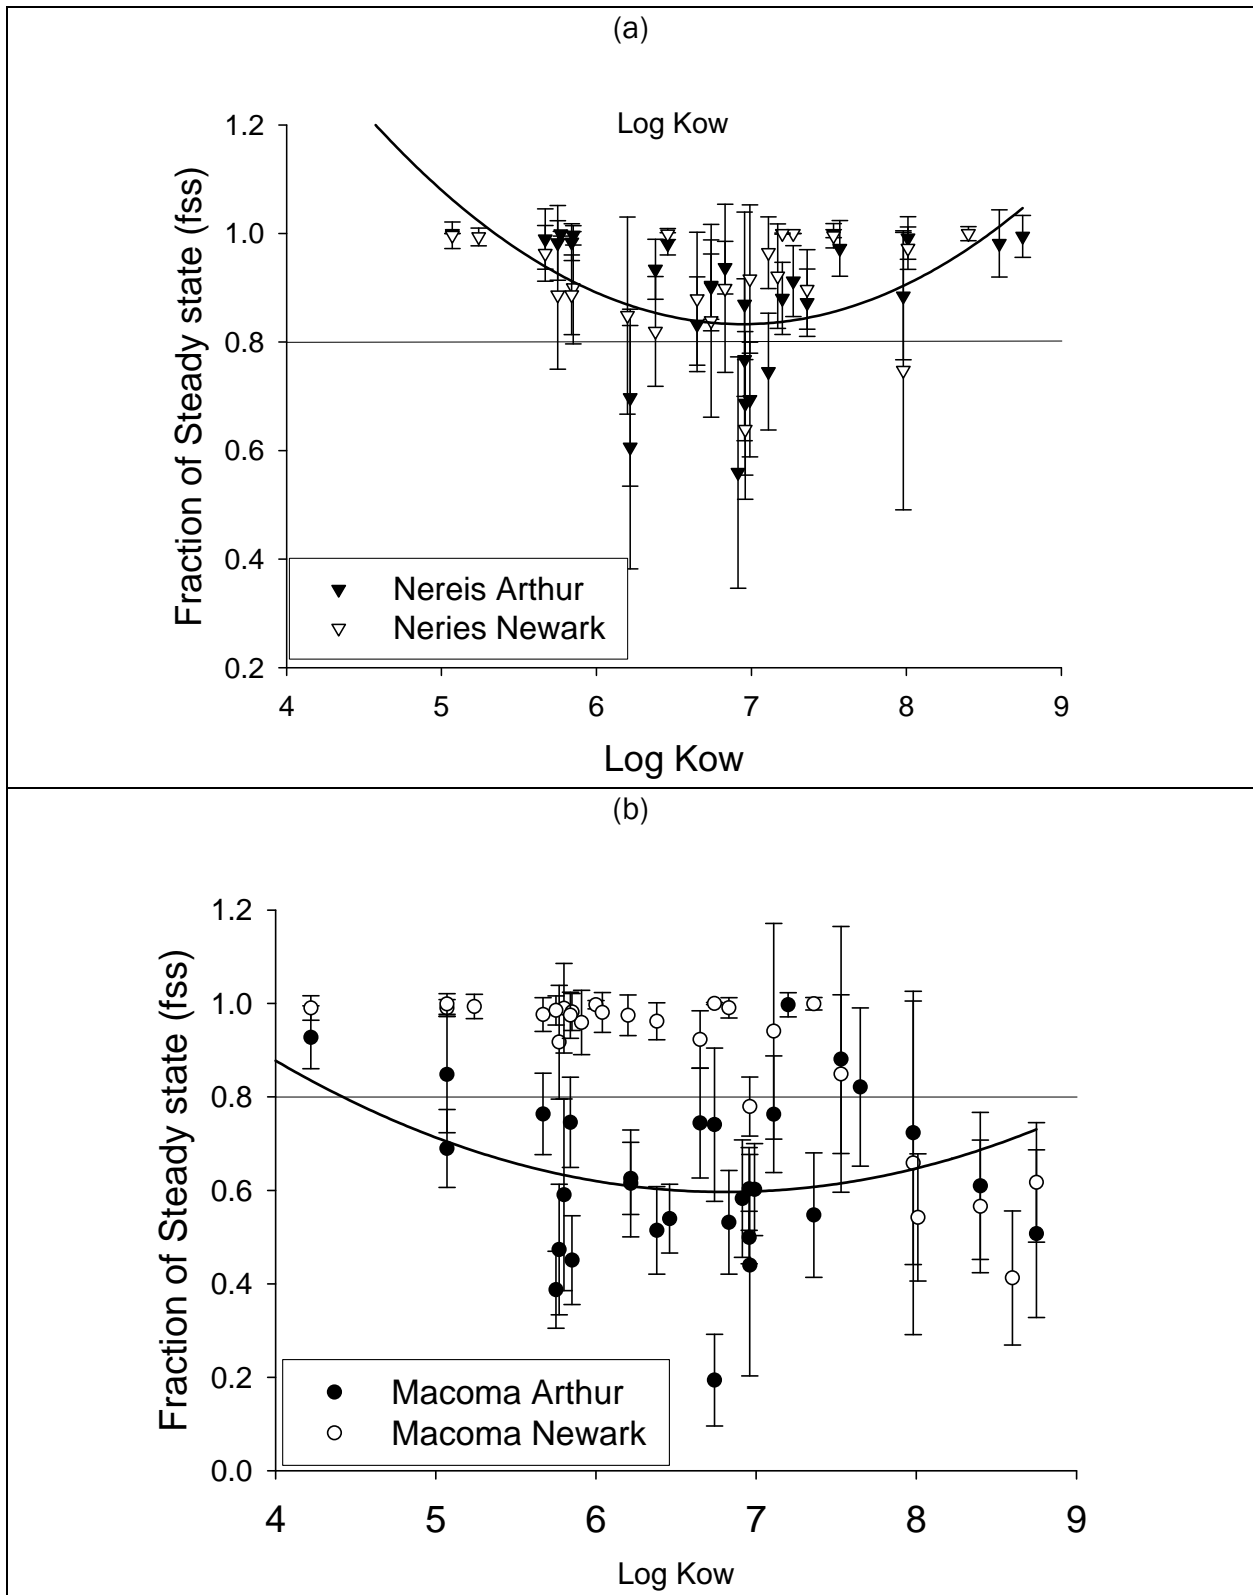 (a)
Log Kow
Fraction of Steady state (fss)
1.2
1.0
0.8
0.6
0.4
0.2
Nereis Arthur
Neries Newark
4 5 6 7 8 9
Log Kow
(b)
Fraction of Steady state (fss)
1.2
1.0
0.8
0.6
0.4
0.2
0.0
Macoma Arthur
Macoma Newark
4 5 6 7 8 9
Log Kow